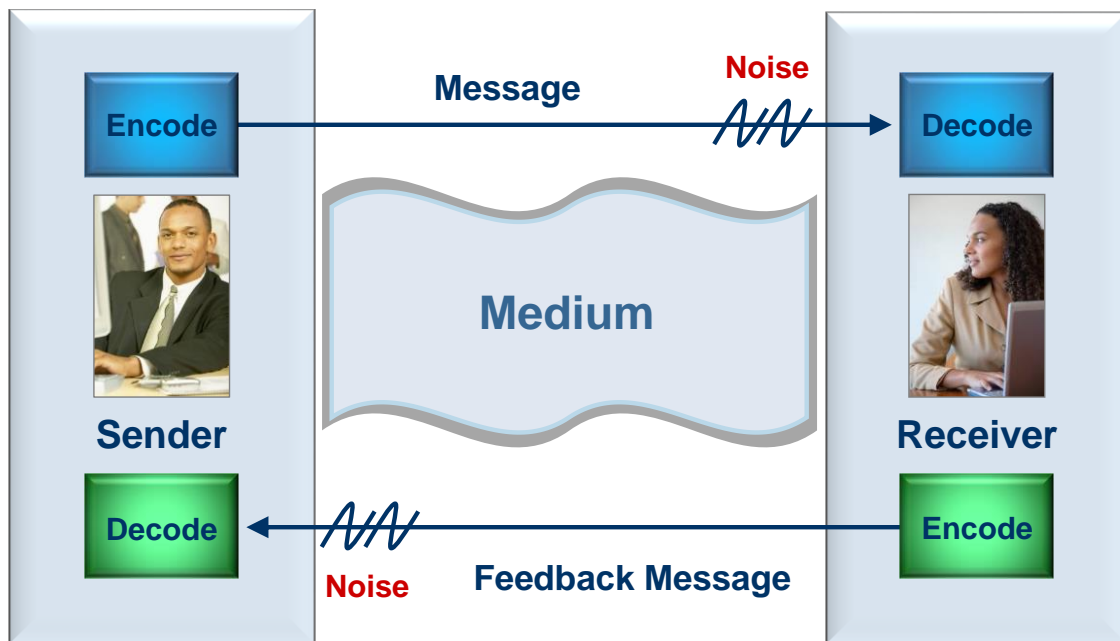 Noise
Message
Encode
Decode
Medium
Sender
Receiver
Decode
Encode
Noise
Feedback Message